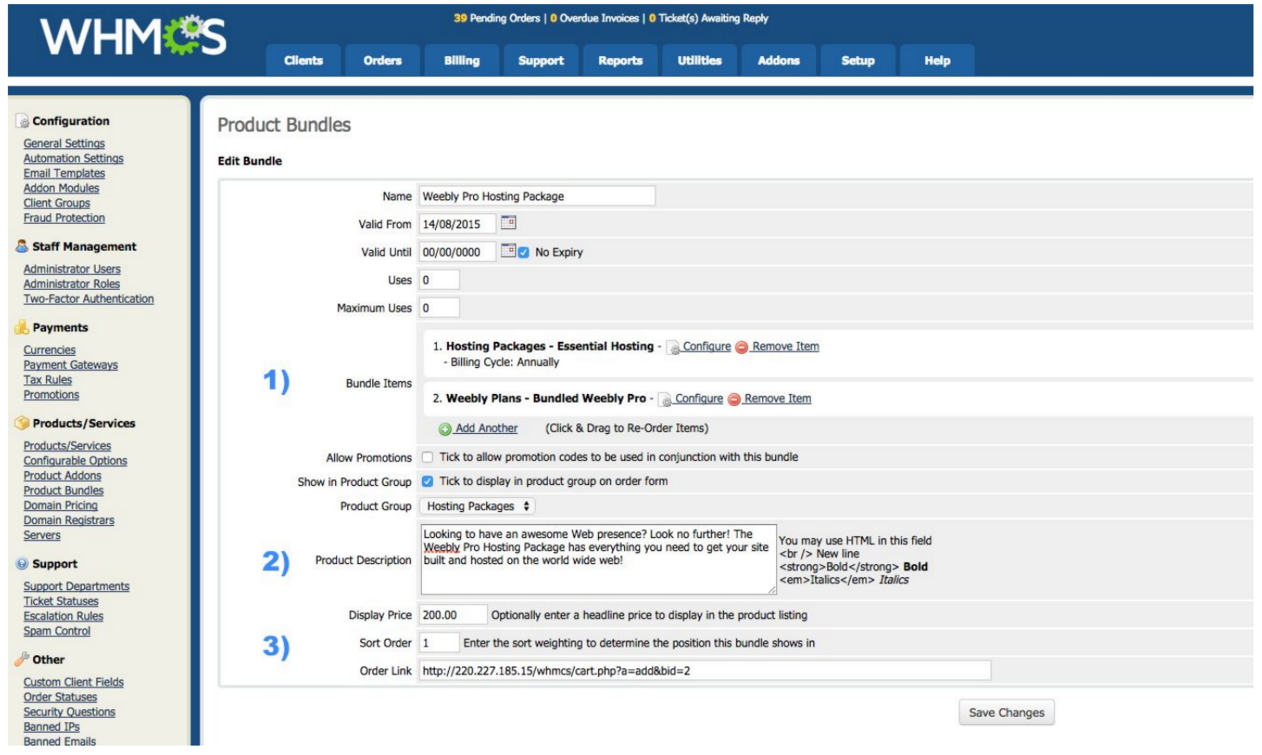 WHMCS
39 Pending Orders | 0 Overdue Invoices | 0 Ticket(s) Awaiting Reply
Clients Orders Billing Support Reports Utilities Addons Setup Help
Configuration
General Settings
Automation Settings
Email Templates
Addon Modules
Client Groups
Fraud Protection
Staff Management
Administrator Users
Administrator Roles
Two-Factor Authentication
Payments
Currencies
Payment Gateways
Tax Rules
Promotions
Products/Services
Products/Services
Configurable Options
Product Addons
Product Bundles
Domain Pricing
Domain Registrars
Servers
Support
Support Departments
Ticket Statuses
Escalation Rules
Spam Control
Other
Custom Client Fields
Order Statuses
Security Questions
Banned IPs
Banned Emails
Product Bundles
Edit Bundle
Name Weebly Pro Hosting Package
Valid From 14/08/2015
Valid Until 00/00/0000 No Expiry
Uses 0
Maximum Uses 0
1)
Bundle Items
1. Hosting Packages - Essential Hosting - Configure Remove Item
- Billing Cycle: Annually
2. Weebly Plans - Bundled Weebly Pro - Configure Remove Item
Add Another (Click & Drag to Re-Order Items)
Allow Promotions Tick to allow promotion codes to be used in conjunction with this bundle
Show in Product Group Tick to display in product group on order form
Product Group Hosting Packages
2)
Product Description
Looking to have an awesome Web presence? Look no further! The
Weebly Pro Hosting Package has everything you need to get your site
built and hosted on the world wide web!
You may use HTML in this field
<br /> New line
<strong>Bold</strong> Bold
<em>Italics</em> Italics
Display Price 200.00 Optionally enter a headline price to display in the product listing
3)
Sort Order 1 Enter the sort weighting to determine the position this bundle shows in
Order Link http://220.227.185.15/whmcs/cart.php?a=add&bid=2
Save Changes